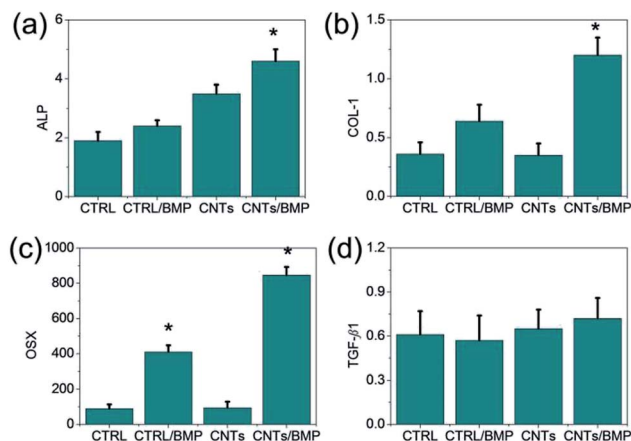 (a)
ALP
6
4
2
0
*
CTRL CTRL/BMP CNTs CNTs/BMP
(b)
COL-1
1.5
1.0
0.5
0.0
*
CTRL CTRL/BMP CNTs CNTs/BMP
(c)
OSX
1000
800
600
400
200
0
*
*
CTRL CTRL/BMP CNTs CNTs/BMP
(d)
TGF-β1
1.2
0.9
0.6
0.3
0.0
CTRL CTRL/BMP CNTs CNTs/BMP